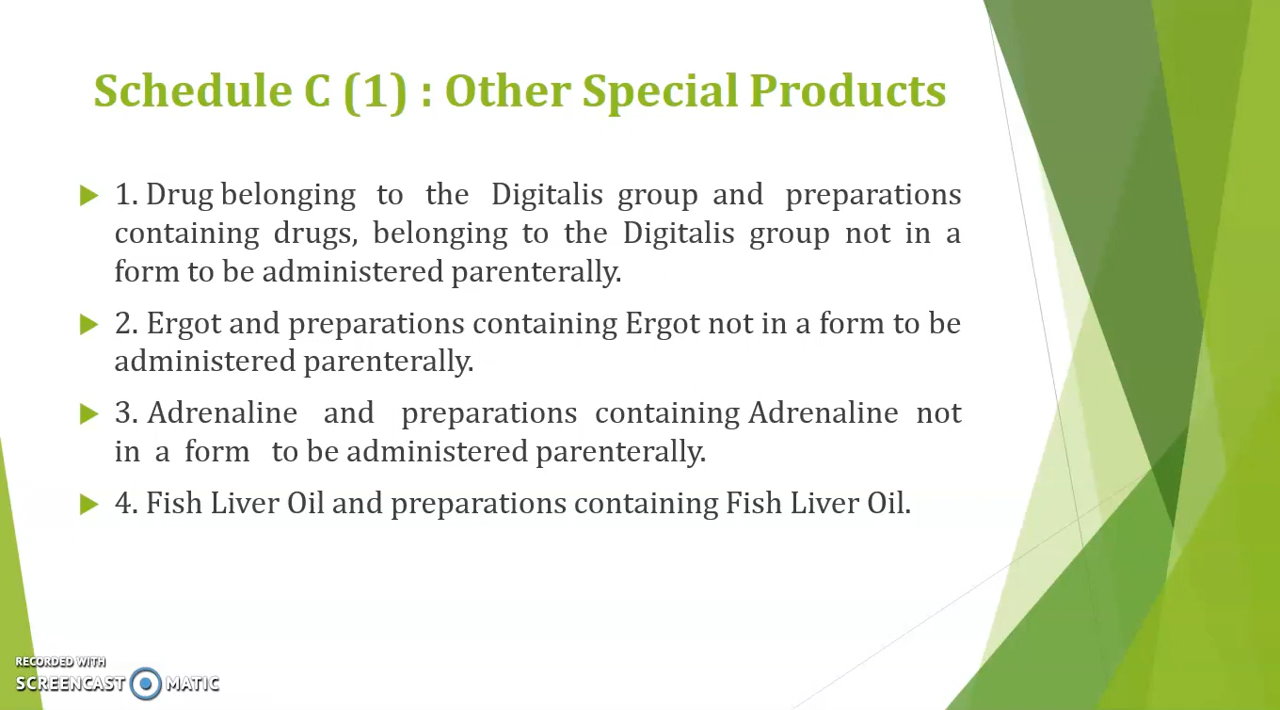 Schedule C (1) : Other Special Products
1. Drug belonging to the Digitalis group and preparations
containing drugs, belonging to the Digitalis group not in a
form to be administered parenterally.
2. Ergot and preparations containing Ergot not in a form to be
administered parenterally.
3. Adrenaline and preparations containing Adrenaline not
in a form to be administered parenterally.
4. Fish Liver Oil and preparations containing Fish Liver Oil.
RECORDED WITH
SCREENCAST MATIC